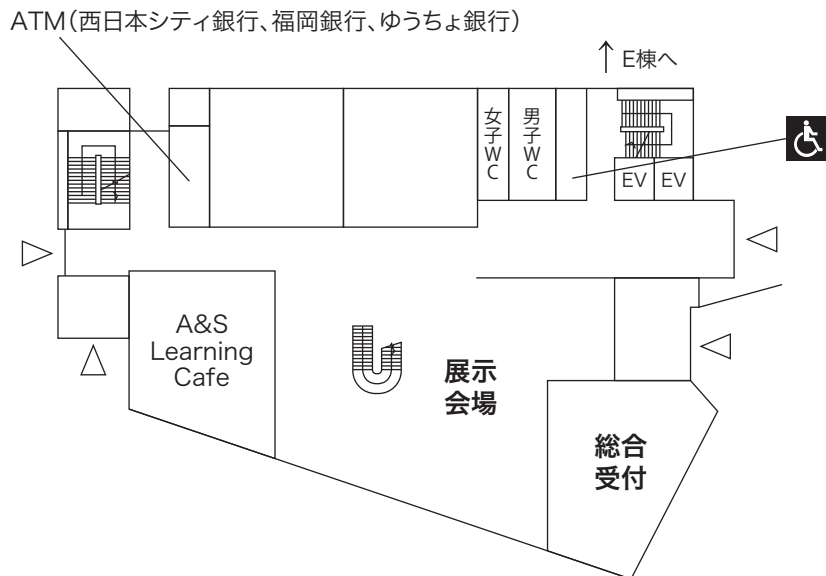 ATM（西日本シティ銀行、福岡銀行、ゆうちょ銀行）
E棟へ
女子WC
男子WC
EV
EV
A&S
Learning
Cafe
展示
会場
総合
受付